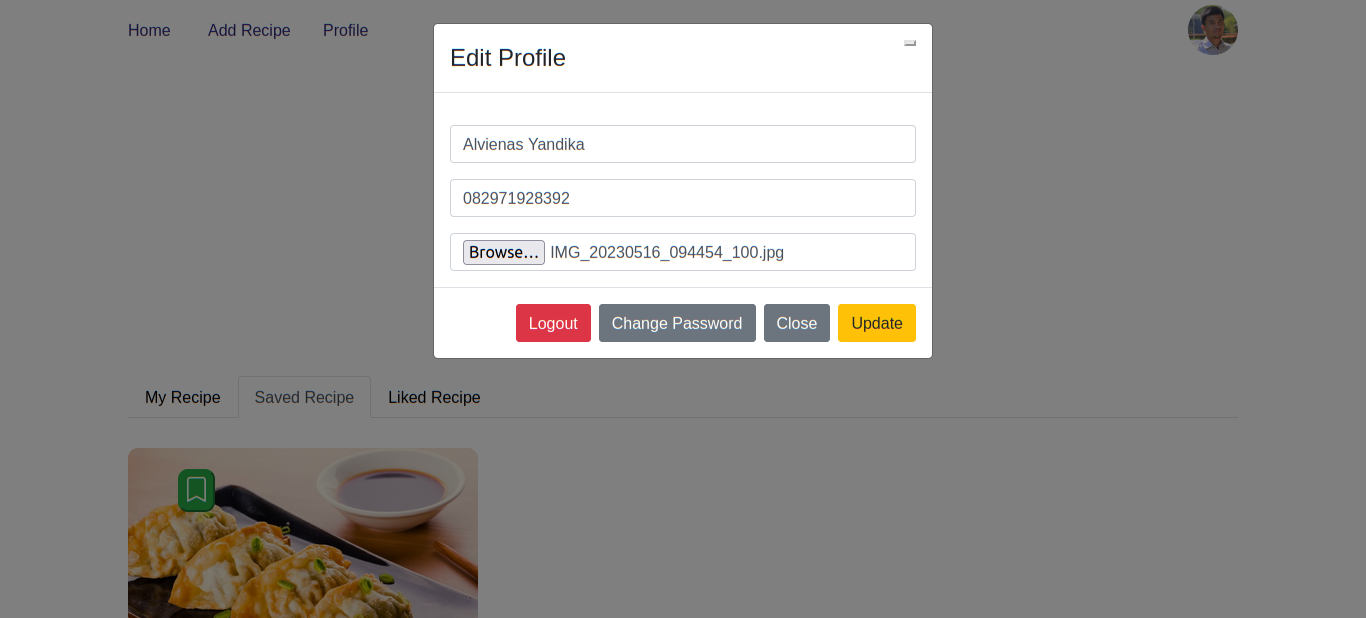 Home Add Recipe Profile
Edit Profile
Alvienas Yandika
082971928392
Browse... IMG_20230516_094454_100.jpg
Logout Change Password Close Update
My Recipe Saved Recipe Liked Recipe